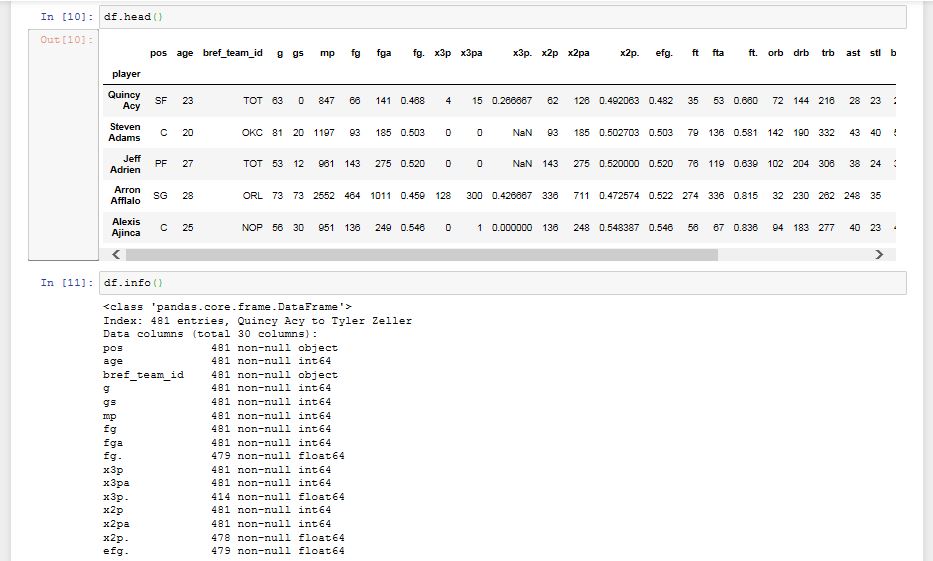 In [10]: df.head()
Out[10]:
pos age bref_team_id g gs mp fg fga fg. x3p x3pa x3p. x2p x2pa x2p. efg. ft fta ft. orb drb trb ast stl b
player
Quincy Acy SF 23 TOT 63 0 847 66 141 0.468 4 15 0.266667 62 126 0.492063 0.482 35 53 0.660 72 144 216 28 23
Steven Adams C 20 OKC 81 20 1197 93 185 0.503 0 0 NaN 93 185 0.502703 0.503 79 136 0.581 142 190 332 43 40
Jeff Adrien PF 27 TOT 53 12 961 143 275 0.520 0 0 NaN 143 275 0.520000 0.520 76 119 0.639 102 204 306 38 24
Arron Afflalo SG 28 ORL 73 73 2552 464 1011 0.459 128 300 0.426667 336 711 0.472574 0.522 274 336 0.815 32 230 262 248 35
Alexis Ajinca C 25 NOP 56 30 951 136 249 0.546 0 1 0.000000 136 248 0.548387 0.546 56 67 0.836 94 183 277 40 23
In [11]: df.info()
<class 'pandas.core.frame.DataFrame'>
Index: 481 entries, Quincy Acy to Tyler Zeller
Data columns (total 30 columns):
pos 481 non-null object
age 481 non-null int64
bref_team_id 481 non-null object
g 481 non-null int64
gs 481 non-null int64
mp 481 non-null int64
fg 481 non-null int64
fga 481 non-null int64
fg. 479 non-null float64
x3p 481 non-null int64
x3pa 481 non-null int64
x3p. 414 non-null float64
x2p 481 non-null int64
x2pa 481 non-null int64
x2p. 478 non-null float64
efg. 479 non-null float64